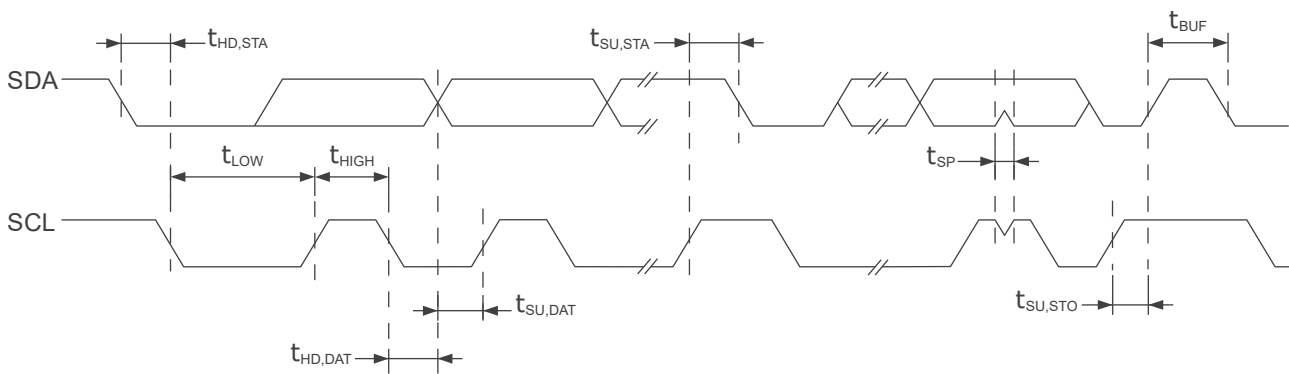 tHD,STA
tSU,STA
tBUF
SDA
tLOW
tHIGH
tSP
SCL
tSU,DAT
tSU,STO
tHD,DAT